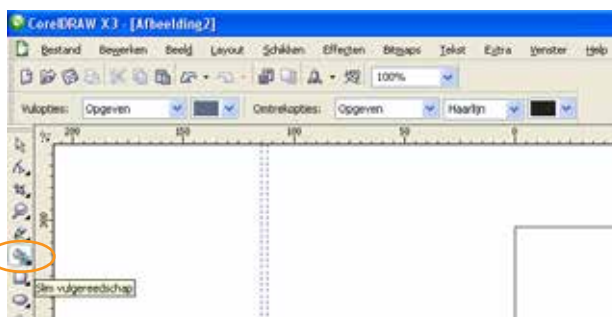 CorelDRAW X3 - [Afbeelding2]
Bestand Bewerken Beeld Layout Schikken Effecten Bitmaps Tekst Extra Venster Help
100%
Vulopties: Opgeven Omtrekopties: Opgeven Haarlijn
200 150 100 50 0
300
Slim vulgereedschap